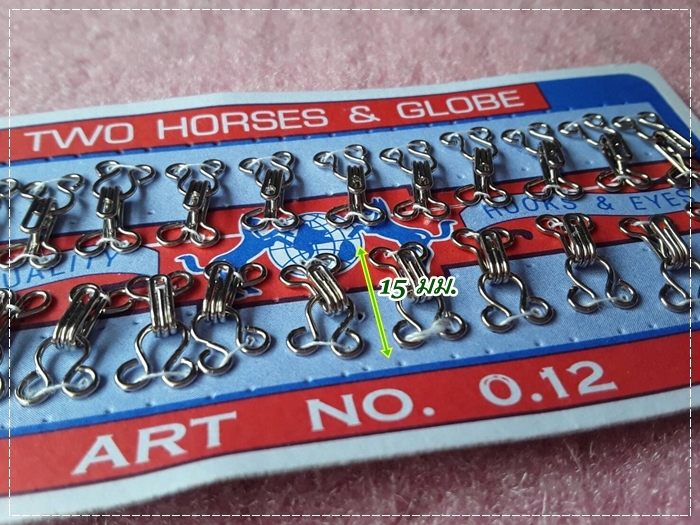 TWO HORSES & GLOBE
HOOKS & EYES
QUALITY
15 มม.
ART NO. 0.12